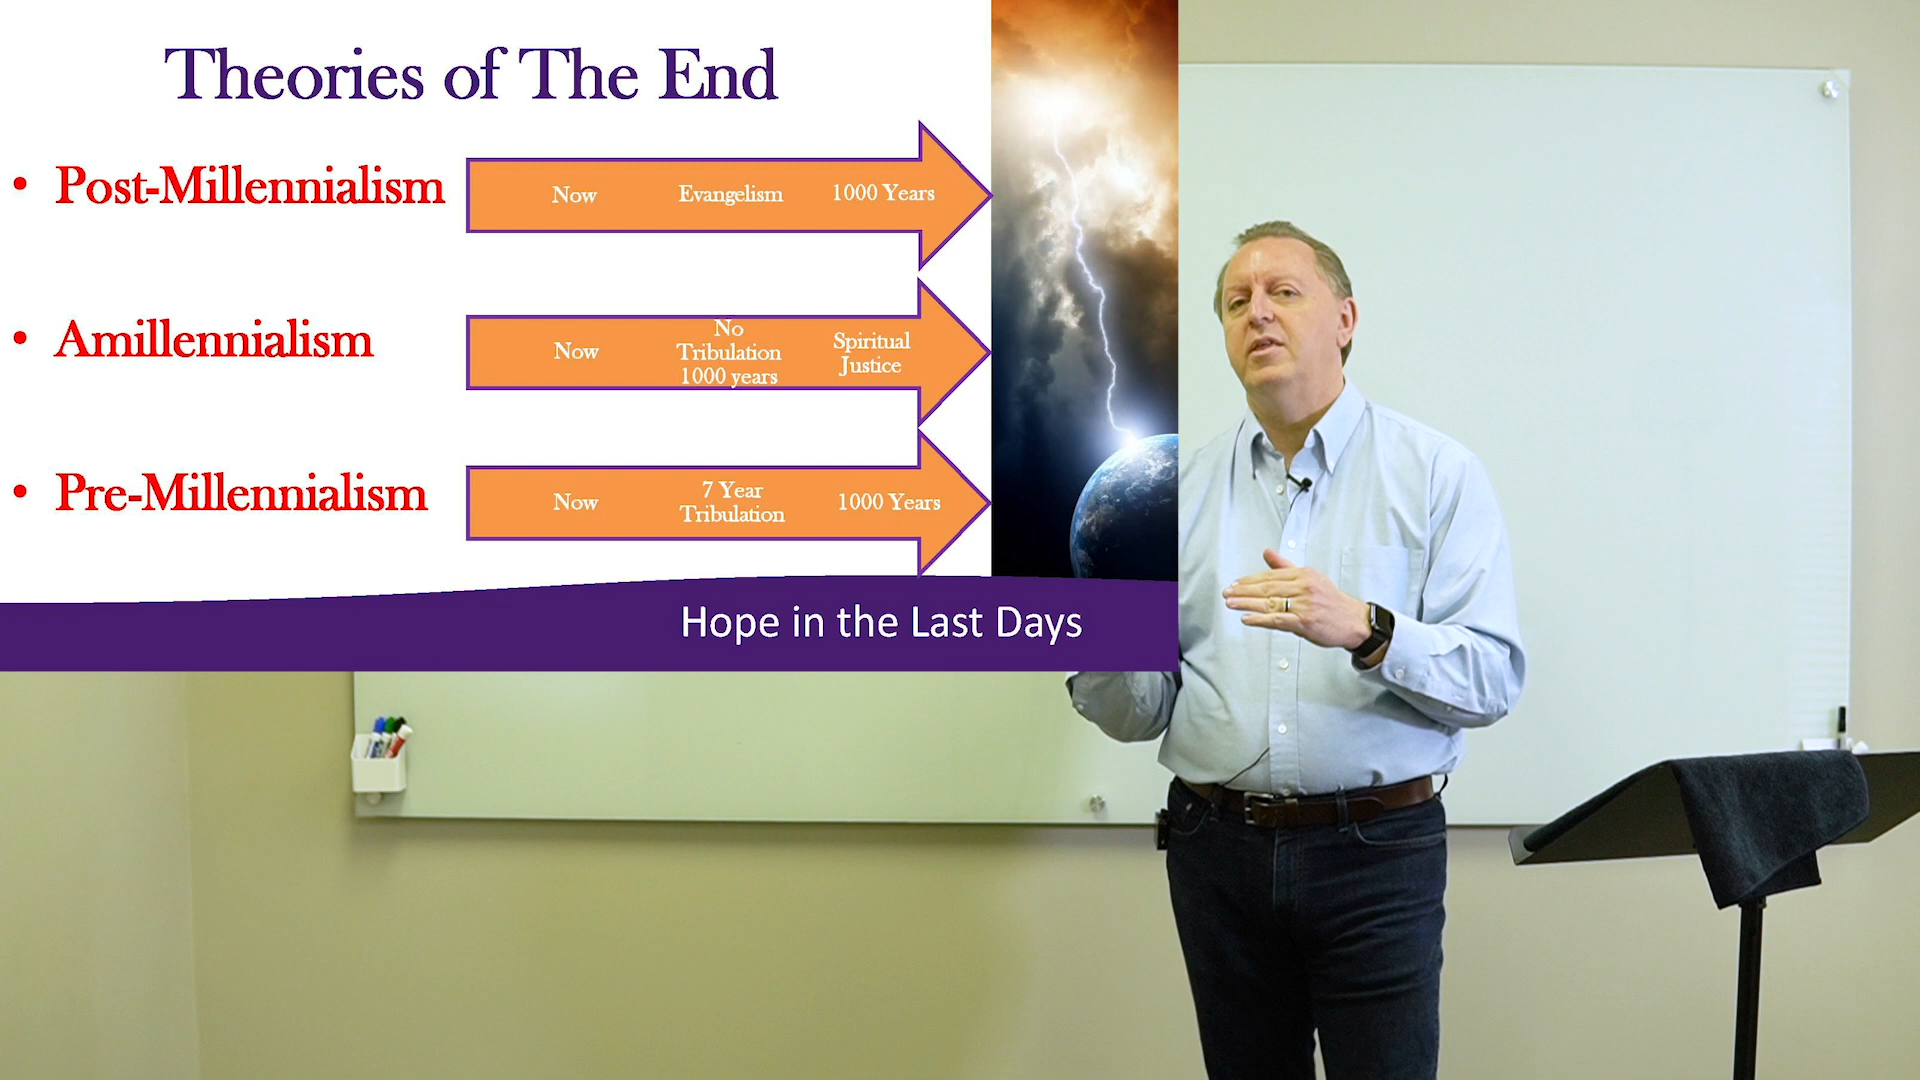 Theories of The End
• Post-Millennialism
Now
Evangelism
1000 Years
• Amillennialism
Now
No
Tribulation
1000 years
Spiritual
Justice
• Pre-Millennialism
Now
7 Year
Tribulation
1000 Years
Hope in the Last Days